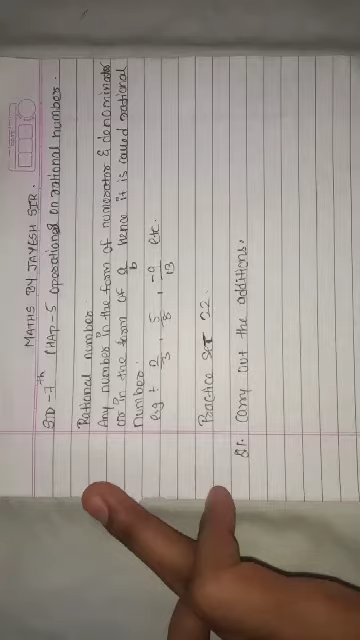 MATHS BY JAYESH SIR.
STD - 7th CHAP - 5 Operationed on rational number.
Rational number
Any number in the form of numerator & denominator
or in the form of a/b hence it is called rational
number.
eg ÷ 2/3, 5/8, -9/13 etc.
Practice set 22.
Q1. Carry out the additions.